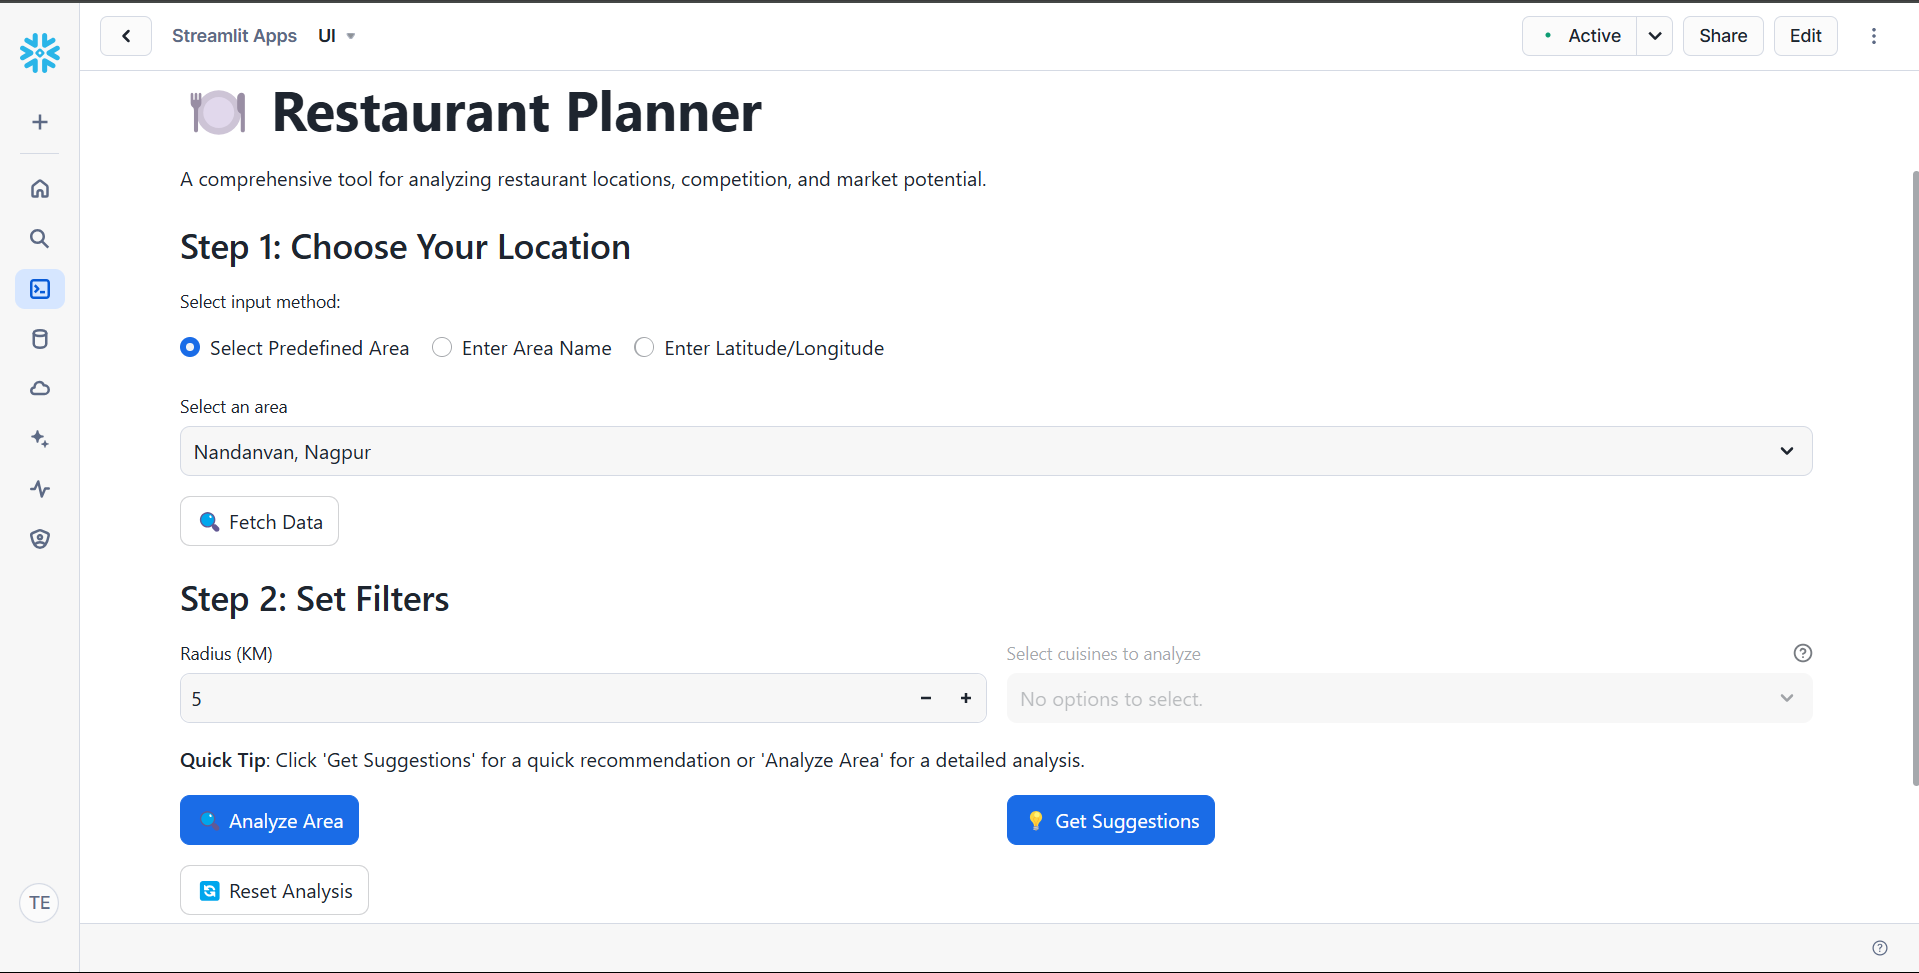 Streamlit Apps UI
Active
Share
Edit
Restaurant Planner
A comprehensive tool for analyzing restaurant locations, competition, and market potential.
Step 1: Choose Your Location
Select input method:
Select Predefined Area Enter Area Name Enter Latitude/Longitude
Select an area
Nandanvan, Nagpur
Fetch Data
Step 2: Set Filters
Radius (KM) Select cuisines to analyze
5 No options to select.
Quick Tip: Click 'Get Suggestions' for a quick recommendation or 'Analyze Area' for a detailed analysis.
Analyze Area Get Suggestions
Reset Analysis
TE